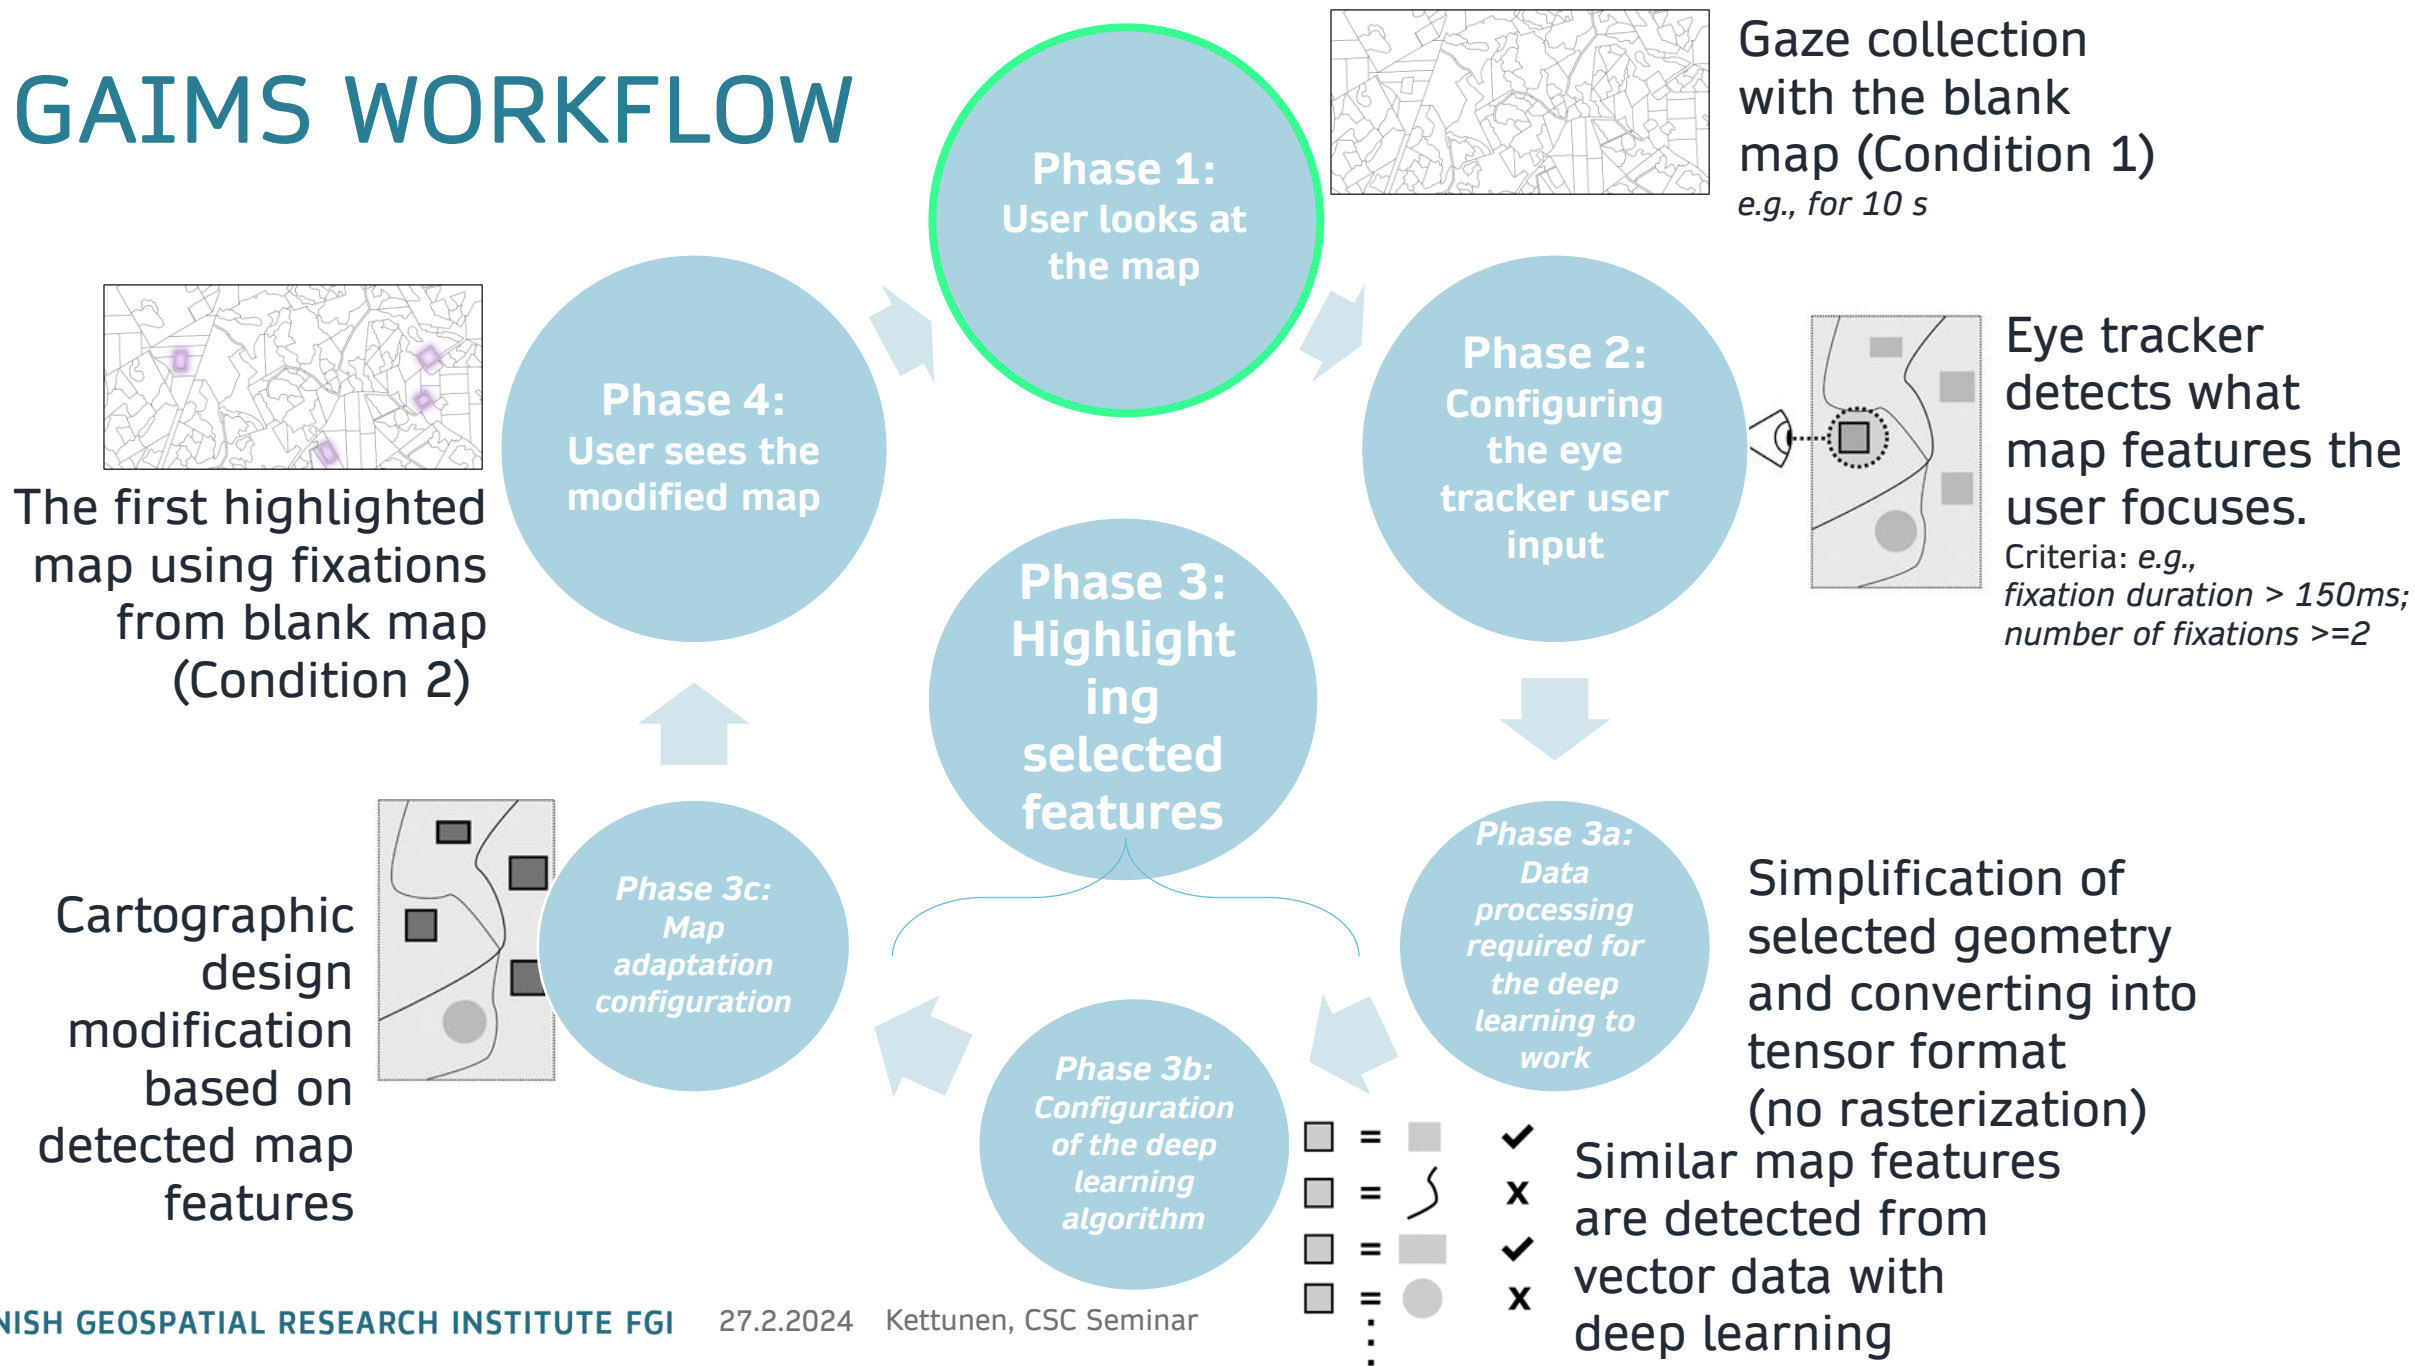 GAIMS WORKFLOW
Phase 1:
User looks at
the map
Gaze collection
with the blank
map (Condition 1)
e.g., for 10 s
Phase 2:
Configuring
the eye
tracker user
input
Eye tracker
detects what
map features the
user focuses.
Criteria: e.g.,
fixation duration > 150ms;
number of fixations >=2
Phase 3:
Highlight
ing
selected
features
Phase 3a:
Data
processing
required for
the deep
learning to
work
Simplification of
selected geometry
and converting into
tensor format
(no rasterization)
Phase 3b:
Configuration
of the deep
learning
algorithm
=
=
x
=
=
x
Similar map features
are detected from
vector data with
deep learning
Phase 3c:
Map
adaptation
configuration
Cartographic
design
modification
based on
detected map
features
Phase 4:
User sees the
modified map
The first highlighted
map using fixations
from blank map
(Condition 2)
NISH GEOSPATIAL RESEARCH INSTITUTE FGI 27.2.2024 Kettunen, CSC Seminar